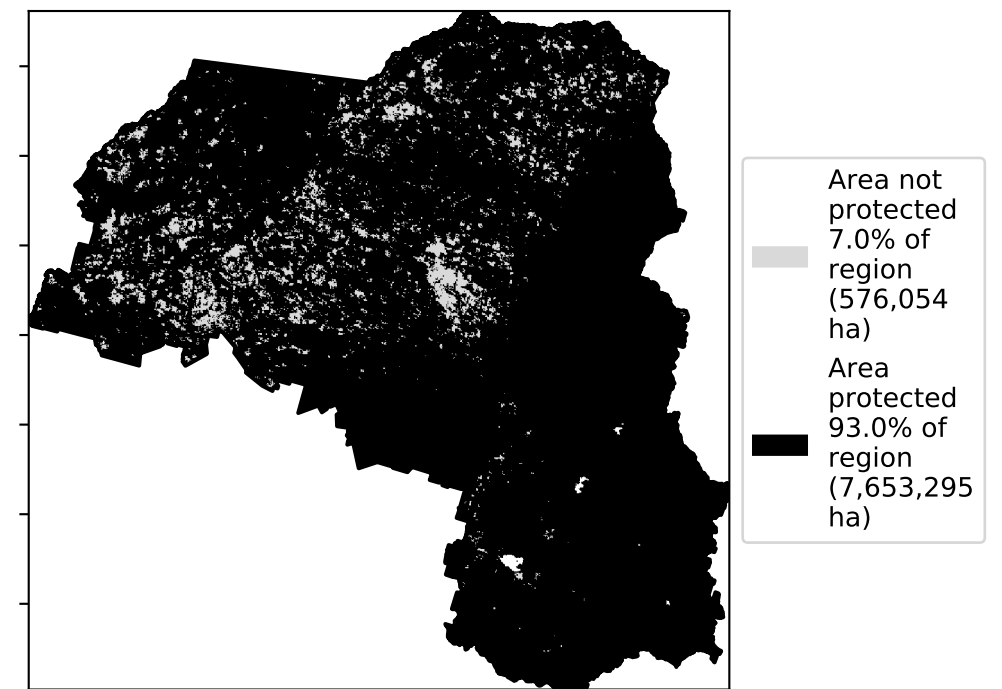 Area not
protected
7.0% of
region
(576,054
ha)
Area
protected
93.0% of
region
(7,653,295
ha)